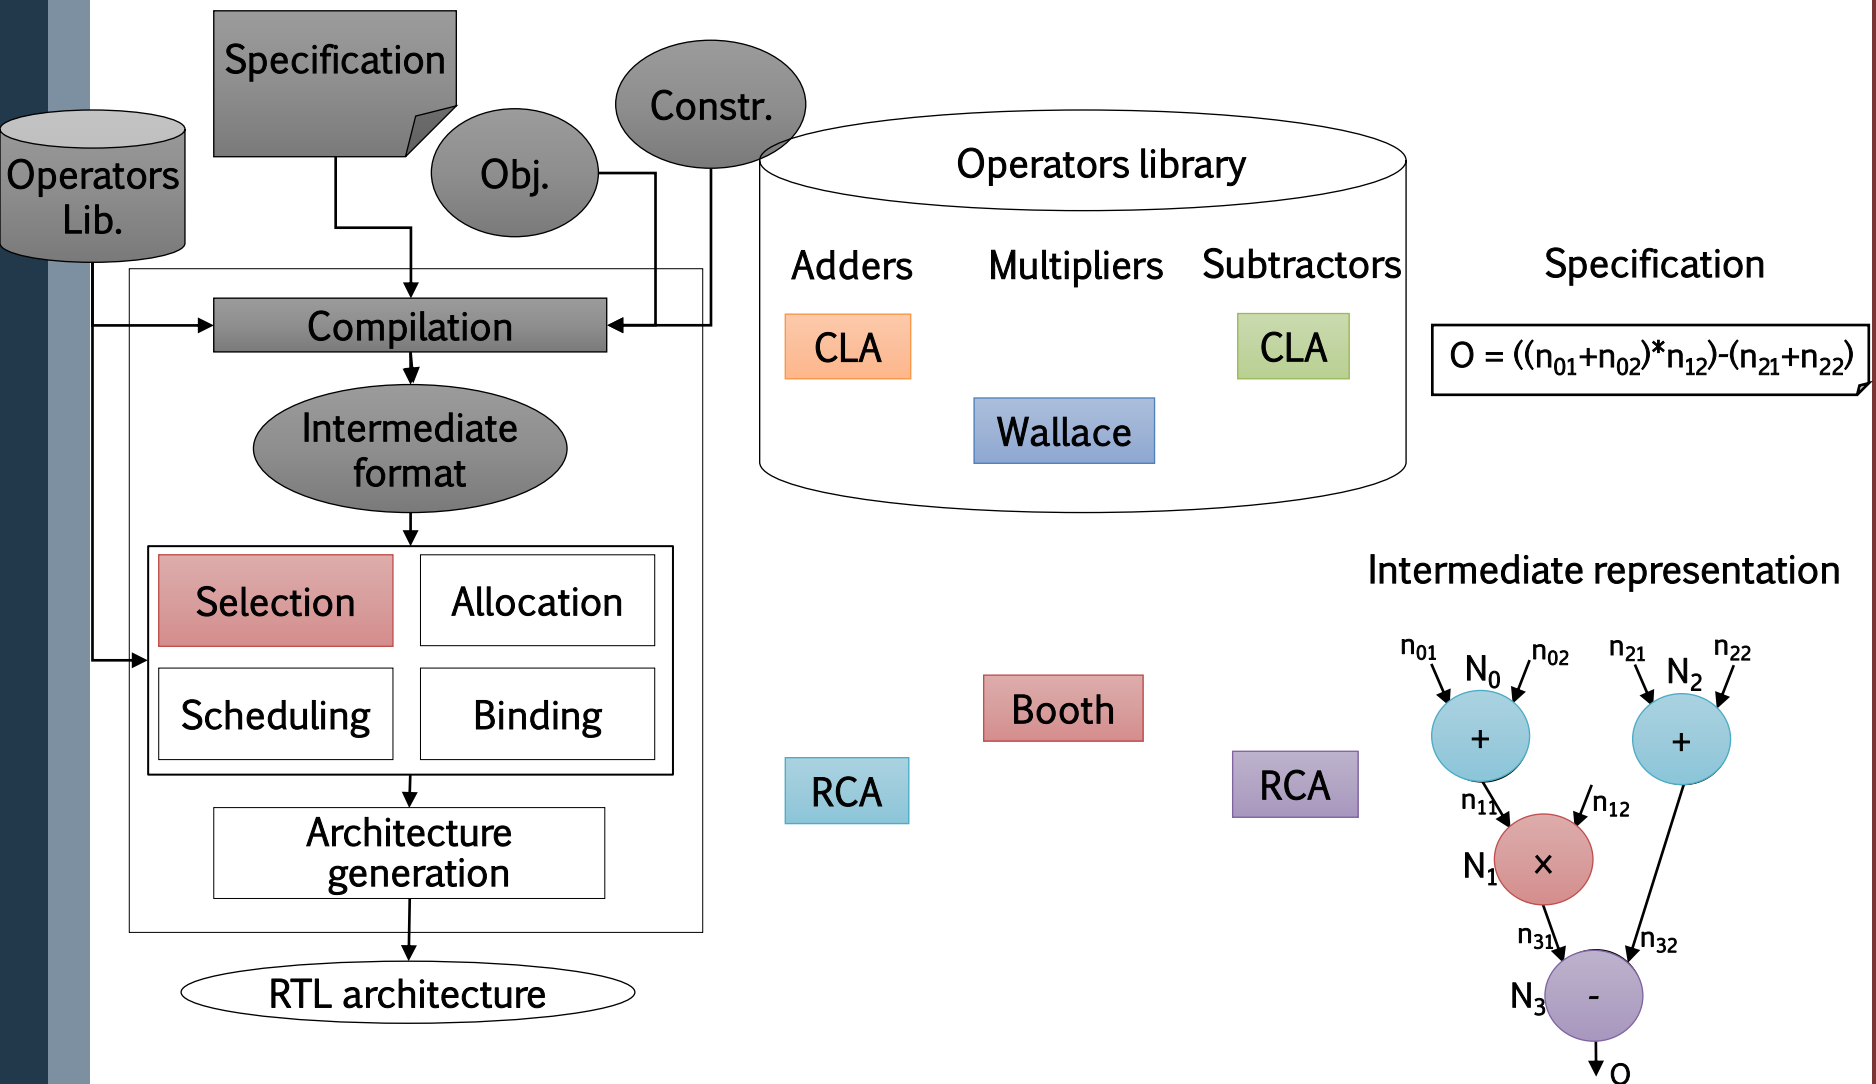 Specification
Constr.
Obj.
Operators
Lib.
Compilation
Intermediate
format
Selection
Allocation
Scheduling
Binding
Architecture
generation
RTL architecture
Operators library
Adders
Multipliers
Subtractors
CLA
CLA
Wallace
Booth
RCA
RCA
Specification
O = ((n01+n02)*n12)-(n21+n22)
Intermediate representation
n01
N0
n02
n21
N2
n22
+
+
n11
n12
N1
x
n31
n32
N3
-
O